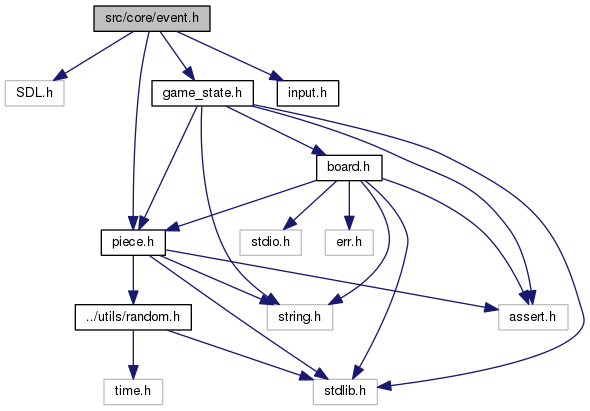 src/core/event.h
SDL.h
game_state.h
input.h
board.h
piece.h
stdio.h
err.h
../utils/random.h
string.h
assert.h
time.h
stdlib.h